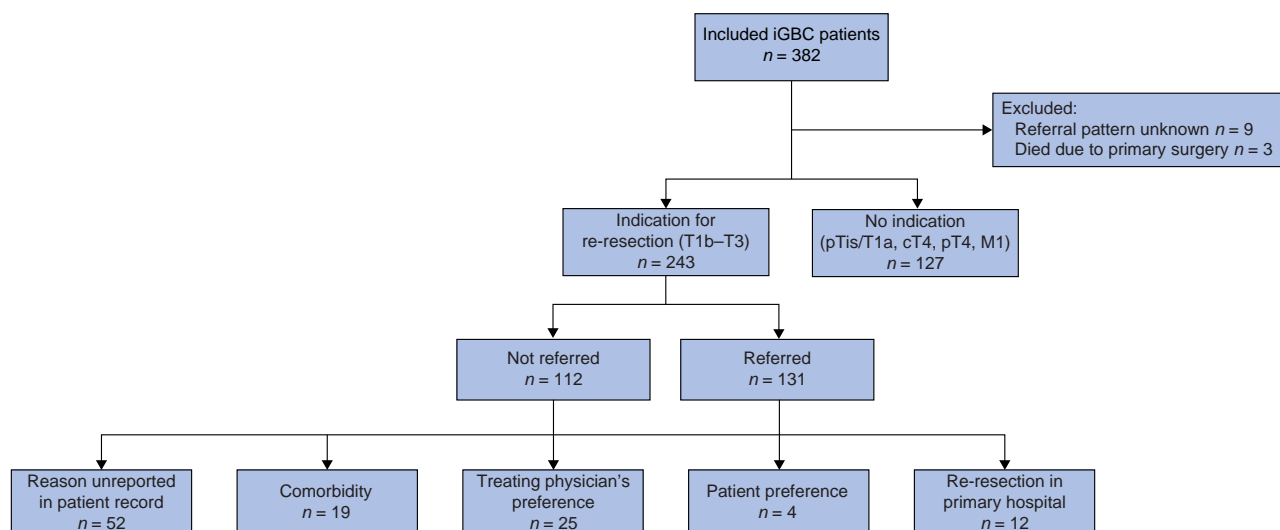 Included iGBC patients
n = 382
Excluded:
Referral pattern unknown n = 9
Died due to primary surgery n = 3
Indication for
re-resection (T1b–T3)
n = 243
No indication
(pTis/T1a, cT4, pT4, M1)
n = 127
Not referred
n = 112
Referred
n = 131
Reason unreported
in patient record
n = 52
Comorbidity
n = 19
Treating physician’s
preference
n = 25
Patient preference
n = 4
Re-resection in
primary hospital
n = 12